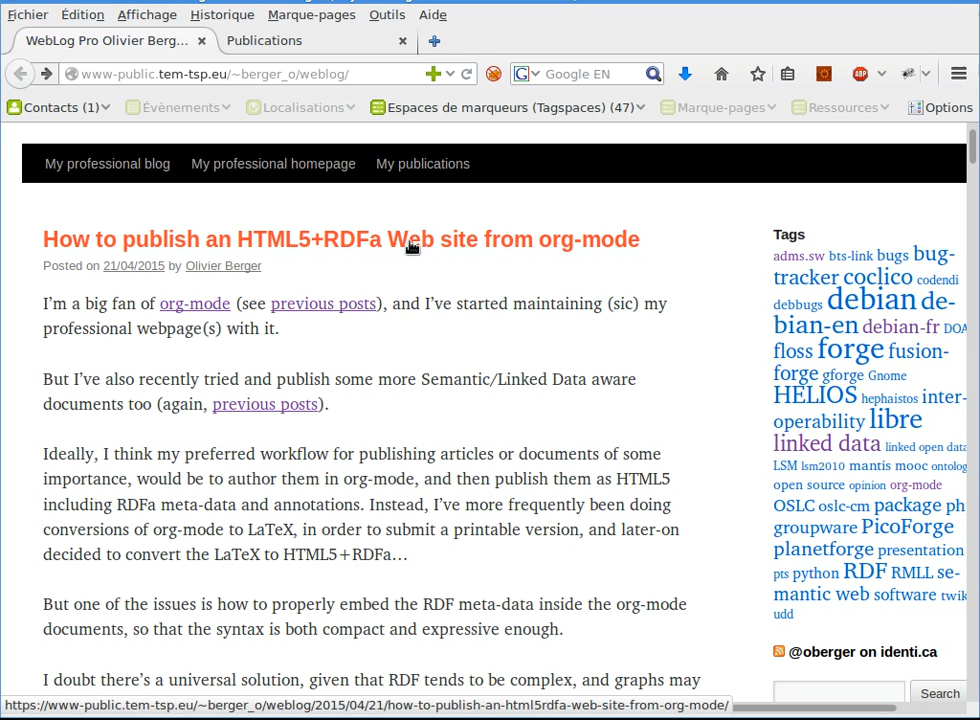 Fichier Édition Affichage Historique Marque-pages Outils Aide
WebLog Pro Olivier Berg... × Publications ×
www-public.tem-tsp.eu/~berger_o/weblog/ Google EN
Contacts (1) Évènements Localisations Espaces de marqueurs (Tagspaces) (47) Marque-pages Ressources Options
My professional blog My professional homepage My publications
How to publish an HTML5+RDFa Web site from org-mode
Posted on 21/04/2015 by Olivier Berger
I'm a big fan of org-mode (see previous posts), and I've started maintaining (sic) my
professional webpage(s) with it.
But I've also recently tried and publish some more Semantic/Linked Data aware
documents too (again, previous posts).
Ideally, I think my preferred workflow for publishing articles or documents of some
importance, would be to author them in org-mode, and then publish them as HTML5
including RDFa meta-data and annotations. Instead, I've more frequently been doing
conversions of org-mode to LaTeX, in order to submit a printable version, and later-on
decided to convert the LaTeX to HTML5+RDFa…
But one of the issues is how to properly embed the RDF meta-data inside the org-mode
documents, so that the syntax is both compact and expressive enough.
I doubt there's a universal solution, given that RDF tends to be complex, and graphs may
Tags
adms.sw bts-link bugs bug-
tracker coclico codendi
debbugs debian de-
bian-en debian-fr DOA
floss forge fusion-
forge gforge Gnome
HELIOS hephaistos inter-
operability libre
linked data linked open data
LSM lsm2010 mantis mooc ontolog
open source opinion org-mode
OSLC oslc-cm package ph
groupware PicoForge
planetforge presentation
pts python RDF RMLL se-
mantic web software twik
udd
@oberger on identi.ca
Search
https://www-public.tem-tsp.eu/~berger_o/weblog/2015/04/21/how-to-publish-an-html5rdfa-web-site-from-org-mode/